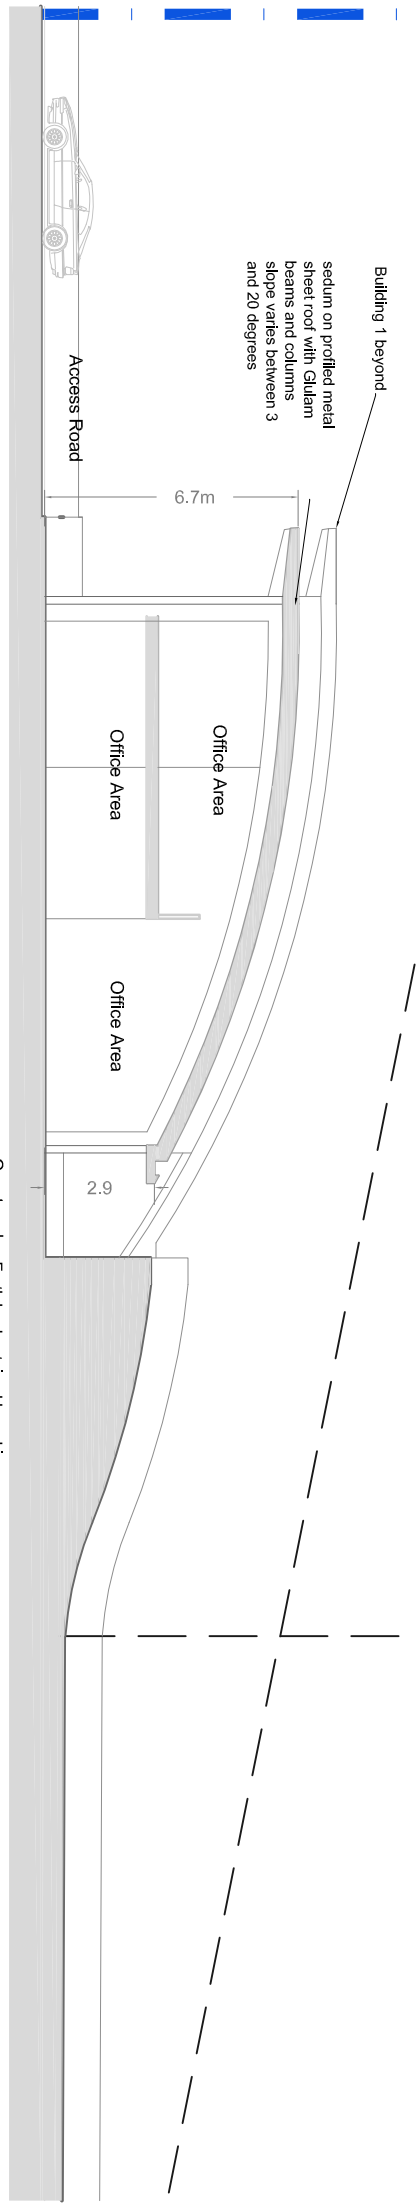 Building 1 beyond
sedum on profiled metal
sheet roof with Glulam
beams and columns
slope varies between 3
and 20 degrees
6.7m
Access Road
Office Area
Office Area
Office Area
2.9